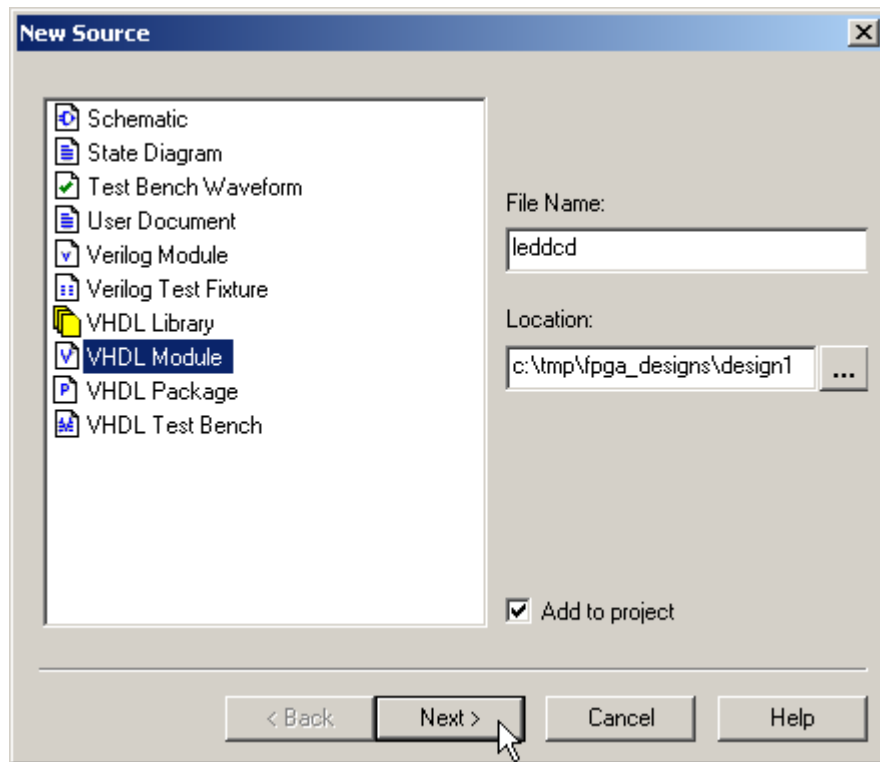 New Source
Schematic
State Diagram
Test Bench Waveform
User Document
Verilog Module
Verilog Test Fixture
VHDL Library
VHDL Module
VHDL Package
VHDL Test Bench
File Name:
leddcd
Location:
c:\tmp\fpga_designs\design1
...
Add to project
< Back
Next >
Cancel
Help